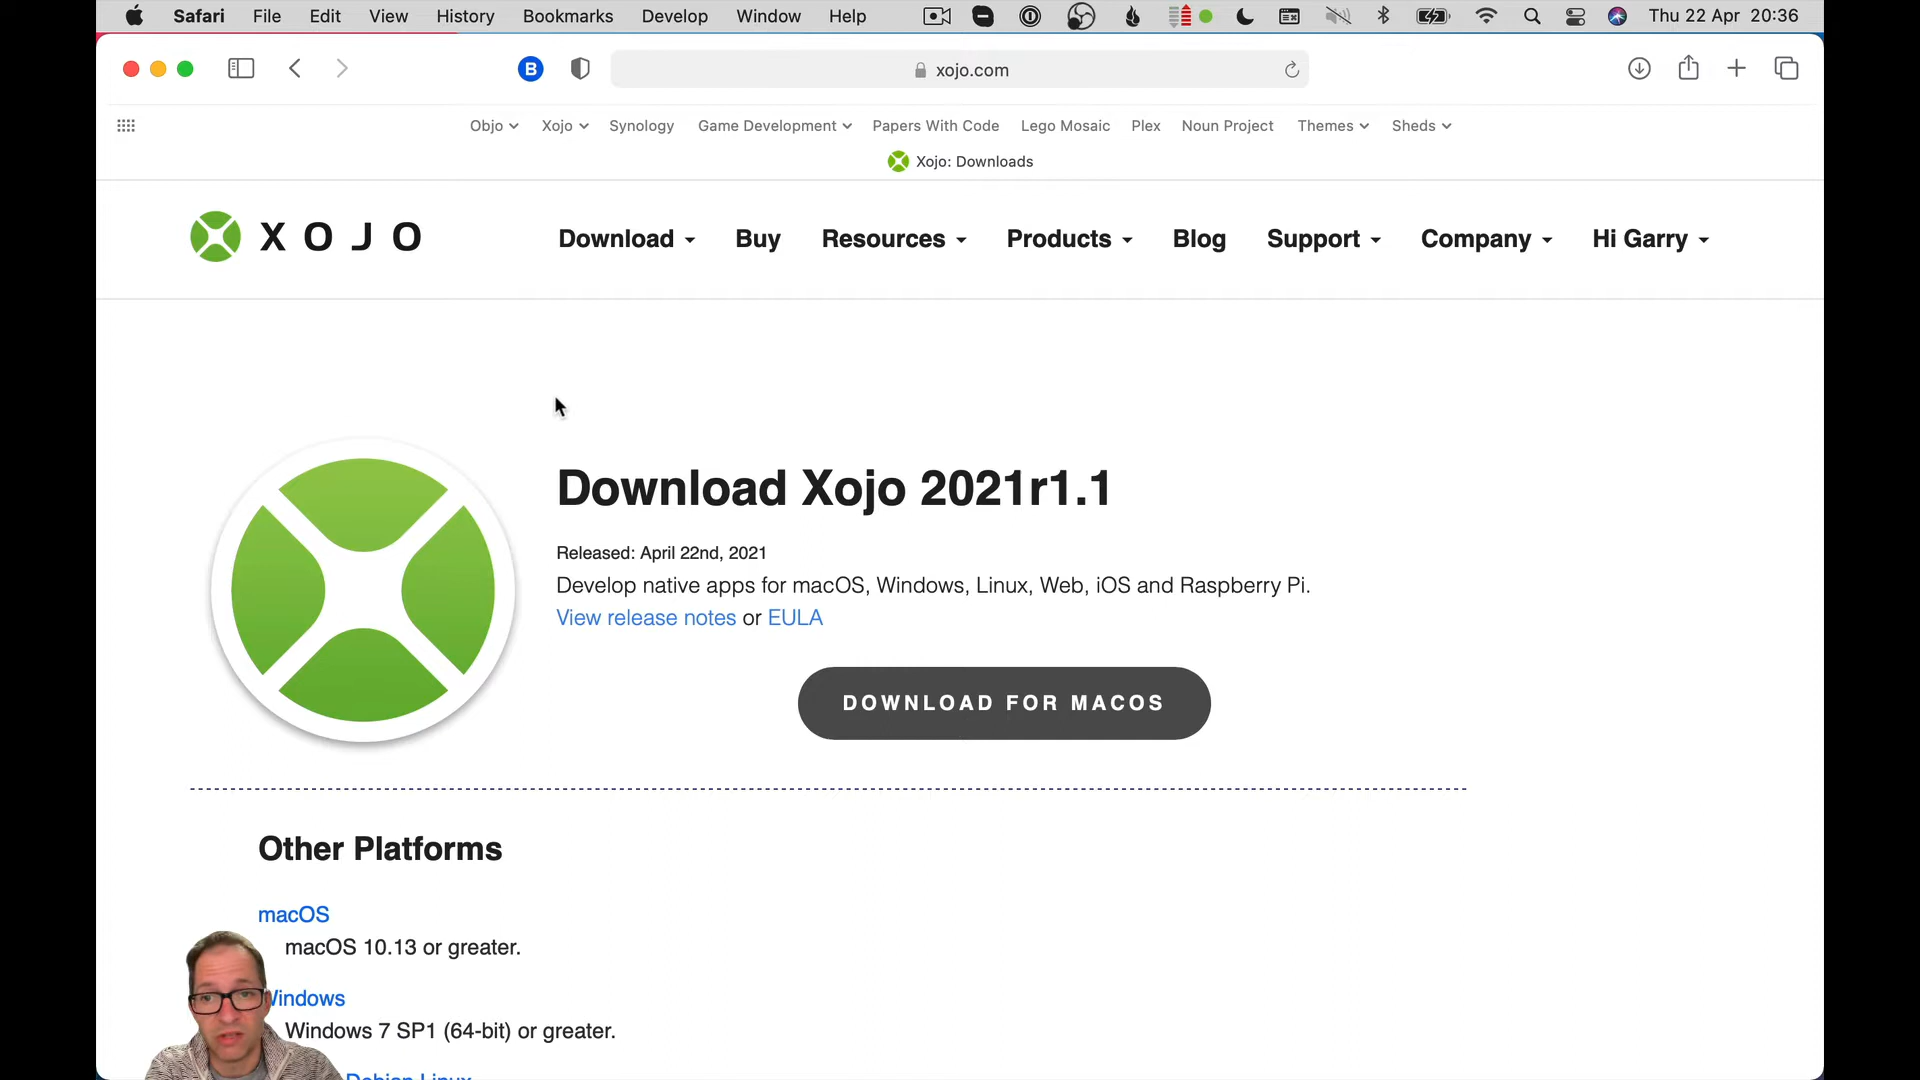 Safari File Edit View History Bookmarks Develop Window Help Thu 22 Apr 20:36
B xojo.com
Objo Xojo Synology Game Development Papers With Code Lego Mosaic Plex Noun Project Themes Sheds
Xojo: Downloads
XOJO Download Buy Resources Products Blog Support Company Hi Garry
Download Xojo 2021r1.1
Released: April 22nd, 2021
Develop native apps for macOS, Windows, Linux, Web, iOS and Raspberry Pi.
View release notes or EULA
DOWNLOAD FOR MACOS
Other Platforms
macOS
macOS 10.13 or greater.
Windows
Windows 7 SP1 (64-bit) or greater.
Debian Linux